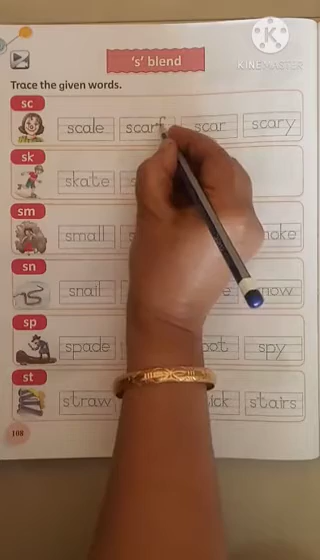 KINEMASTER
's' blend
Trace the given words.
sc
scale scarf scar scary
sk
skate
sm
small
sn
snail snow
sp
spade spy
st
straw stairs
108